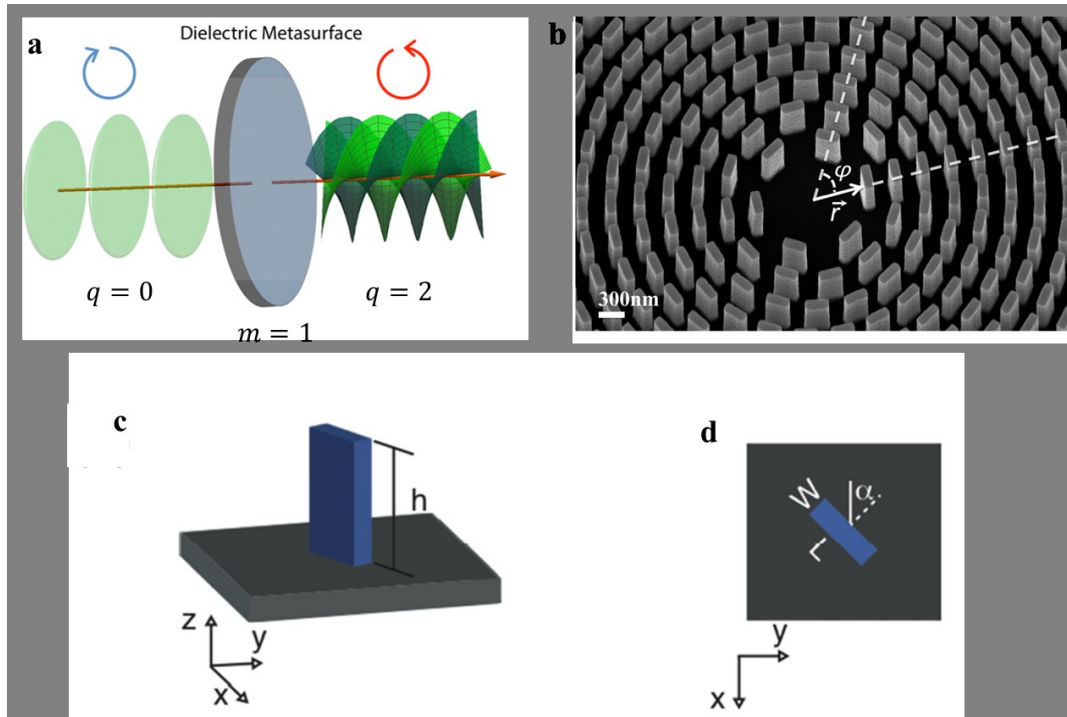 a
Dielectric Metasurface
q = 0
q = 2
m = 1
b
φ
r⃗
300nm
c
h
z
y
x
d
W
α
L
y
x